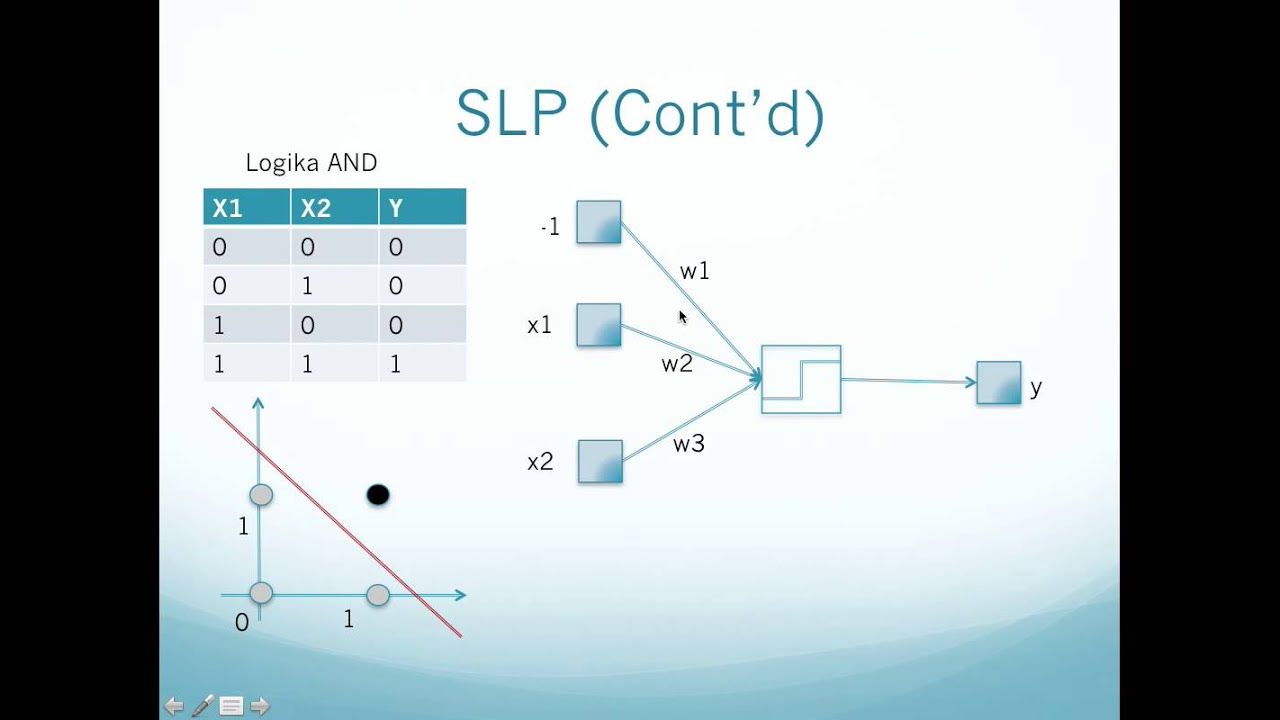 SLP (Cont'd)
Logika AND
X1 X2 Y
0 0 0
0 1 0
1 0 0
1 1 1
-1
w1
x1
w2
y
w3
x2
1
0
1